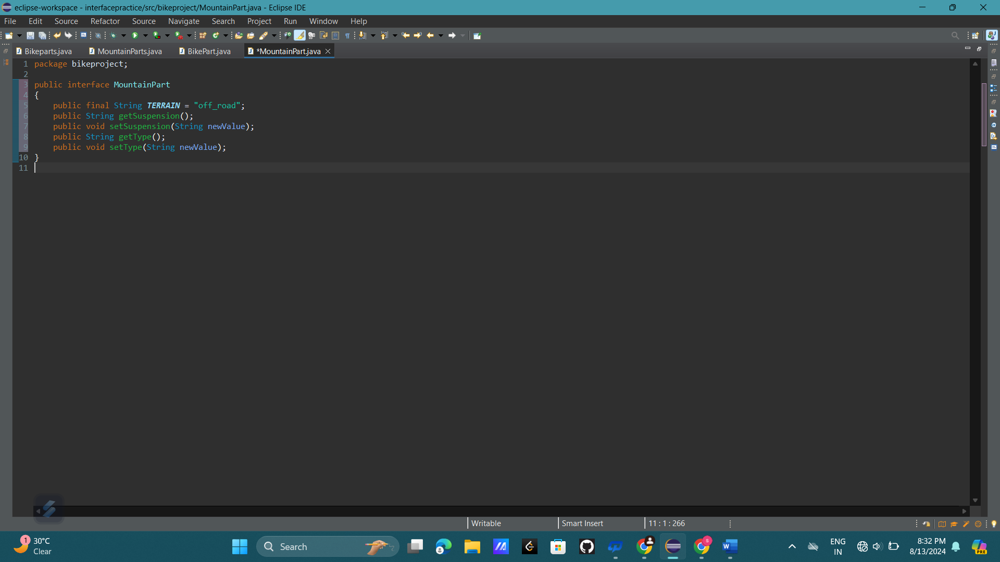 eclipse-workspace - interfacepractice/src/bikeproject/MountainPart.java - Eclipse IDE
File Edit Source Refactor Source Navigate Search Project Run Window Help
Bikeparts.java MountainParts.java BikePart.java *MountainPart.java
1 package bikeproject;
2
3 public interface MountainPart
4 {
5 public final String TERRAIN = "off_road";
6 public String getSuspension();
7 public void setSuspension(String newValue);
8 public String getType();
9 public void setType(String newValue);
10 }
11
Writable Smart Insert 11 : 1 : 266
1 30°C
Clear
Search
ENG
IN
8:32 PM
8/13/2024
PRE